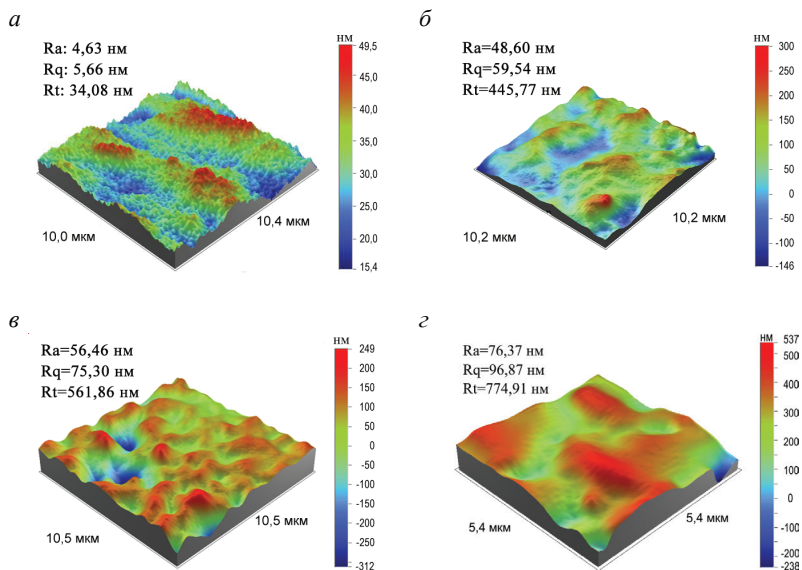 а
Ra: 4,63 нм
Rq: 5,66 нм
Rt: 34,08 нм
нм
49,5
40,0
35,0
30,0
25,0
20,0
15,4
10,0 мкм
10,4 мкм
б
Ra=48,60 нм
Rq=59,54 нм
Rt=445,77 нм
нм
300
200
150
100
50
0
-50
-100
-146
10,2 мкм
10,2 мкм
в
Ra=56,46 нм
Rq=75,30 нм
Rt=561,86 нм
нм
249
200
150
100
50
0
-50
-100
-150
-200
-250
-312
10,5 мкм
10,5 мкм
г
Ra=76,37 нм
Rq=96,87 нм
Rt=774,91 нм
нм
537
500
400
300
200
100
0
-100
-200
-238
5,4 мкм
5,4 мкм